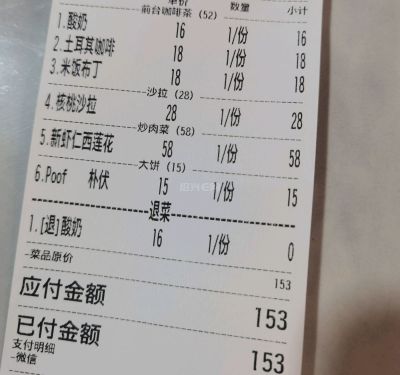 单价 数量 小计
前台咖啡茶 (52)
1.酸奶 16 1/份 16
2.土耳其咖啡 18 1/份 18
3.米饭布丁 18 1/份 18
沙拉 (28)
4.核桃沙拉 28 1/份 28
炒肉菜 (58)
5.新虾仁西莲花 58 1/份 58
大饼 (15)
6.Poof 朴伏 15 1/份 15
退菜
1.[退]酸奶 16 1/份 0
-菜品原价 153
应付金额 153
已付金额 153
支付明细
-微信